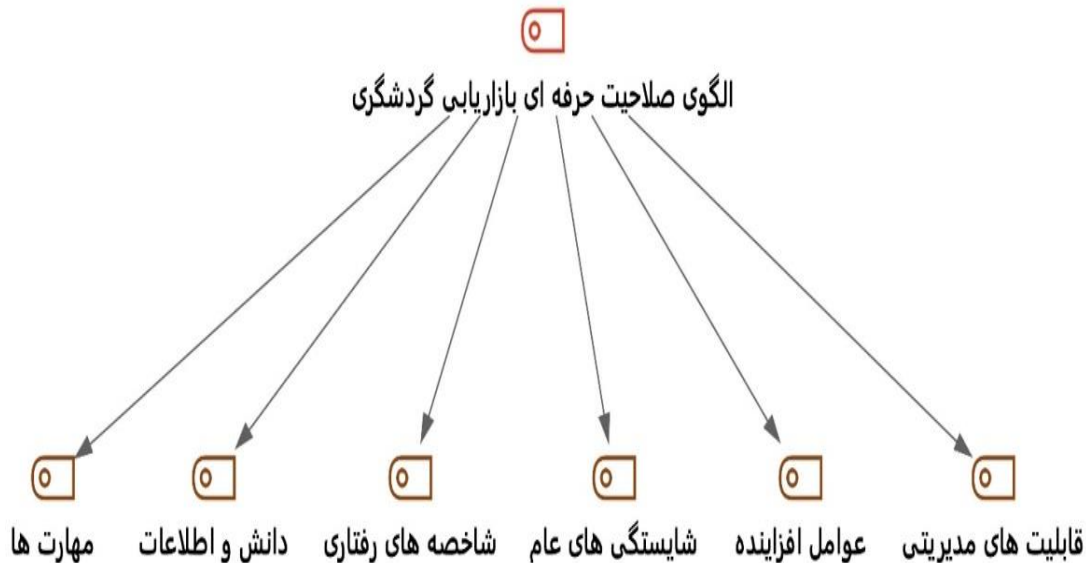 الگوی صلاحیت حرفه ای بازاریابی گردشگری
قابلیت های مدیریتی عوامل افزاینده شایستگی های عام شاخصه های رفتاری دانش و اطلاعات مهارت ها